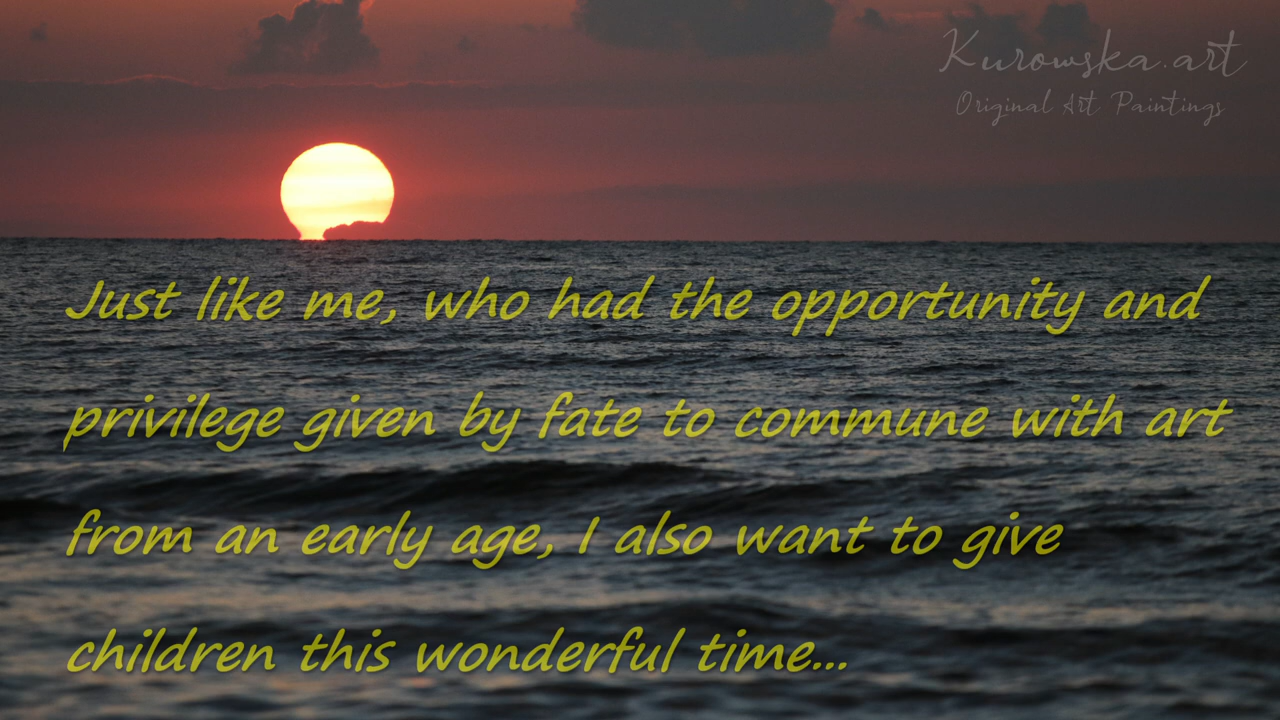 Kurowska.art
Original Art Paintings
Just like me, who had the opportunity and
privilege given by fate to commune with art
from an early age, I also want to give
children this wonderful time...